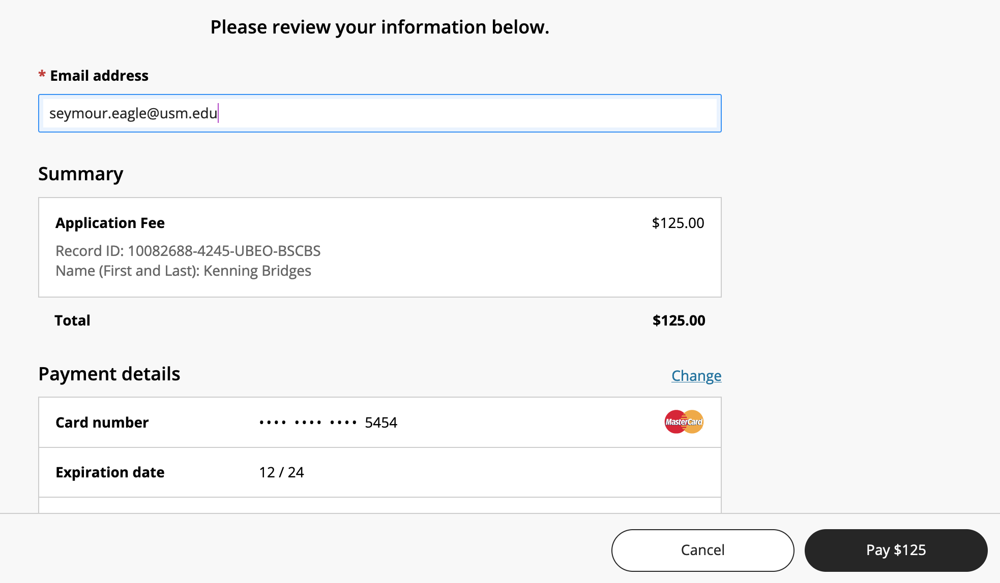 Please review your information below.
* Email address
seymour.eagle@usm.edu
Summary
Application Fee $125.00
Record ID: 10082688-4245-UBEO-BSCBS
Name (First and Last): Kenning Bridges
Total $125.00
Payment details Change
Card number •••• •••• •••• 5454 MasterCard
Expiration date 12 / 24
Cancel Pay $125